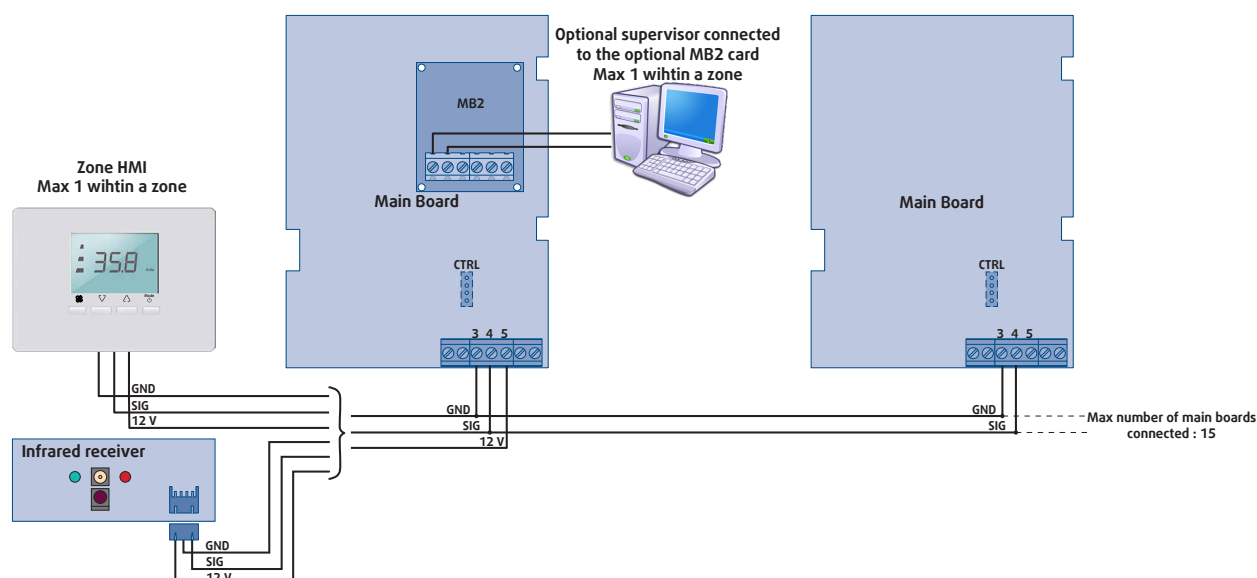 Optional supervisor connected
to the optional MB2 card
Max 1 wihtin a zone
MB2
Zone HMI
Max 1 wihtin a zone
Main Board
Main Board
35.8
Auto
Mode
CTRL
CTRL
3 4 5
3 4 5
GND
SIG
12 V
GND
SIG
12 V
GND
SIG
Max number of main boards
connected : 15
Infrared receiver
GND
SIG
12 V